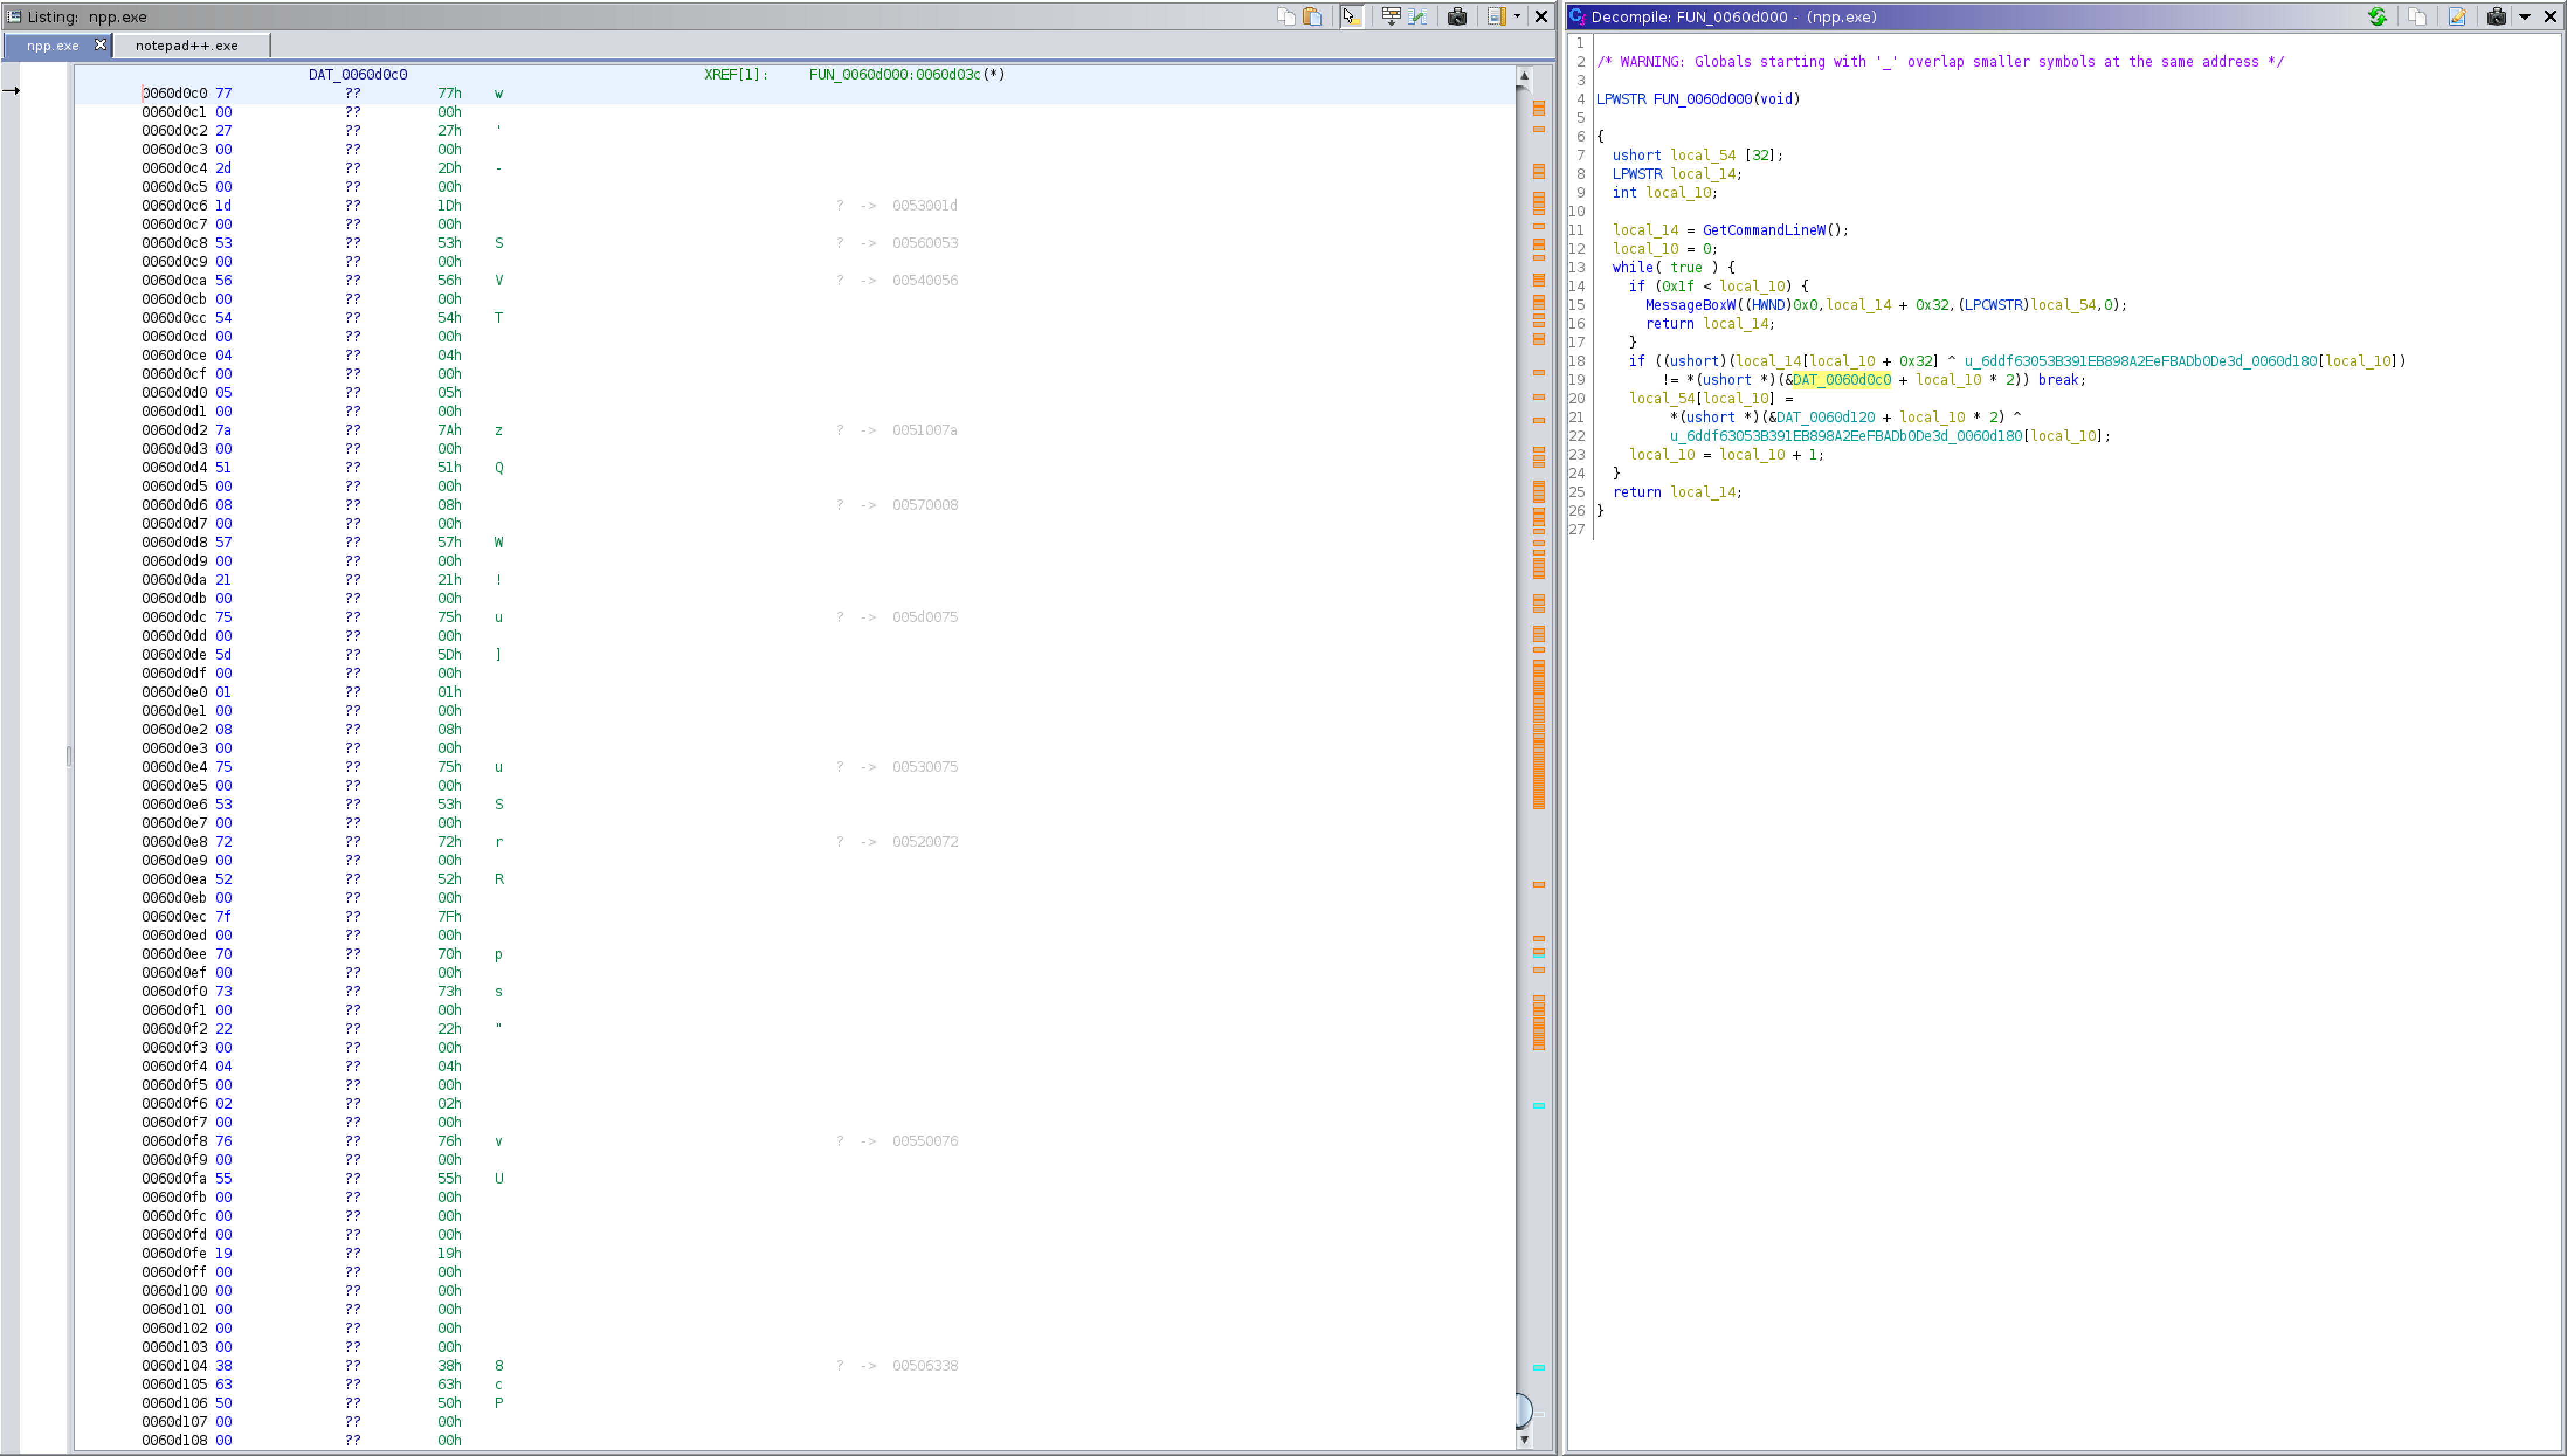 Listing: npp.exe
npp.exe
notepad++.exe
DAT_0060d0c0 XREF[1]: FUN_0060d000:0060d03c(*)
0060d0c0 77 ?? 77h w
0060d0c1 00 ?? 00h
0060d0c2 27 ?? 27h '
0060d0c3 00 ?? 00h
0060d0c4 2d ?? 2Dh -
0060d0c5 00 ?? 00h
0060d0c6 1d ?? 1Dh ? -> 0053001d
0060d0c7 00 ?? 00h
0060d0c8 53 ?? 53h S ? -> 00560053
0060d0c9 00 ?? 00h
0060d0ca 56 ?? 56h V ? -> 00540056
0060d0cb 00 ?? 00h
0060d0cc 54 ?? 54h T
0060d0cd 00 ?? 00h
0060d0ce 04 ?? 04h
0060d0cf 00 ?? 00h
0060d0d0 05 ?? 05h
0060d0d1 00 ?? 00h
0060d0d2 7a ?? 7Ah z ? -> 0051007a
0060d0d3 00 ?? 00h
0060d0d4 51 ?? 51h Q
0060d0d5 00 ?? 00h
0060d0d6 08 ?? 08h ? -> 00570008
0060d0d7 00 ?? 00h
0060d0d8 57 ?? 57h W
0060d0d9 00 ?? 00h
0060d0da 21 ?? 21h !
0060d0db 00 ?? 00h
0060d0dc 75 ?? 75h u ? -> 005d0075
0060d0dd 00 ?? 00h
0060d0de 5d ?? 5Dh ]
0060d0df 00 ?? 00h
0060d0e0 01 ?? 01h
0060d0e1 00 ?? 00h
0060d0e2 08 ?? 08h
0060d0e3 00 ?? 00h
0060d0e4 75 ?? 75h u ? -> 00530075
0060d0e5 00 ?? 00h
0060d0e6 53 ?? 53h S
0060d0e7 00 ?? 00h
0060d0e8 72 ?? 72h r ? -> 00520072
0060d0e9 00 ?? 00h
0060d0ea 52 ?? 52h R
0060d0eb 00 ?? 00h
0060d0ec 7f ?? 7Fh
0060d0ed 00 ?? 00h
0060d0ee 70 ?? 70h p
0060d0ef 00 ?? 00h
0060d0f0 73 ?? 73h s
0060d0f1 00 ?? 00h
0060d0f2 22 ?? 22h "
0060d0f3 00 ?? 00h
0060d0f4 04 ?? 04h
0060d0f5 00 ?? 00h
0060d0f6 02 ?? 02h
0060d0f7 00 ?? 00h
0060d0f8 76 ?? 76h v ? -> 00550076
0060d0f9 00 ?? 00h
0060d0fa 55 ?? 55h U
0060d0fb 00 ?? 00h
0060d0fc 00 ?? 00h
0060d0fd 00 ?? 00h
0060d0fe 19 ?? 19h
0060d0ff 00 ?? 00h
0060d100 00 ?? 00h
0060d101 00 ?? 00h
0060d102 00 ?? 00h
0060d103 00 ?? 00h
0060d104 38 ?? 38h 8 ? -> 00506338
0060d105 63 ?? 63h c
0060d106 50 ?? 50h P
0060d107 00 ?? 00h
0060d108 00 ?? 00h
Decompile: FUN_0060d000 - (npp.exe)
1
2 /* WARNING: Globals starting with '_' overlap smaller symbols at the same address */
3
4 LPWSTR FUN_0060d000(void)
5
6 {
7 ushort local_54 [32];
8 LPWSTR local_14;
9 int local_10;
10
11 local_14 = GetCommandLineW();
12 local_10 = 0;
13 while( true ) {
14 if (0x1f < local_10) {
15 MessageBoxW((HWND)0x0,local_14 + 0x32,(LPCWSTR)local_54,0);
16 return local_14;
17 }
18 if ((ushort)(local_14[local_10 + 0x32] ^ u_6ddf63053B391EB898A2EeFBADb0De3d_0060d180[local_10])
19 != *(ushort *)(&DAT_0060d0c0 + local_10 * 2)) break;
20 local_54[local_10] =
21 *(ushort *)(&DAT_0060d120 + local_10 * 2) ^
22 u_6ddf63053B391EB898A2EeFBADb0De3d_0060d180[local_10];
23 local_10 = local_10 + 1;
24 }
25 return local_14;
26 }
27